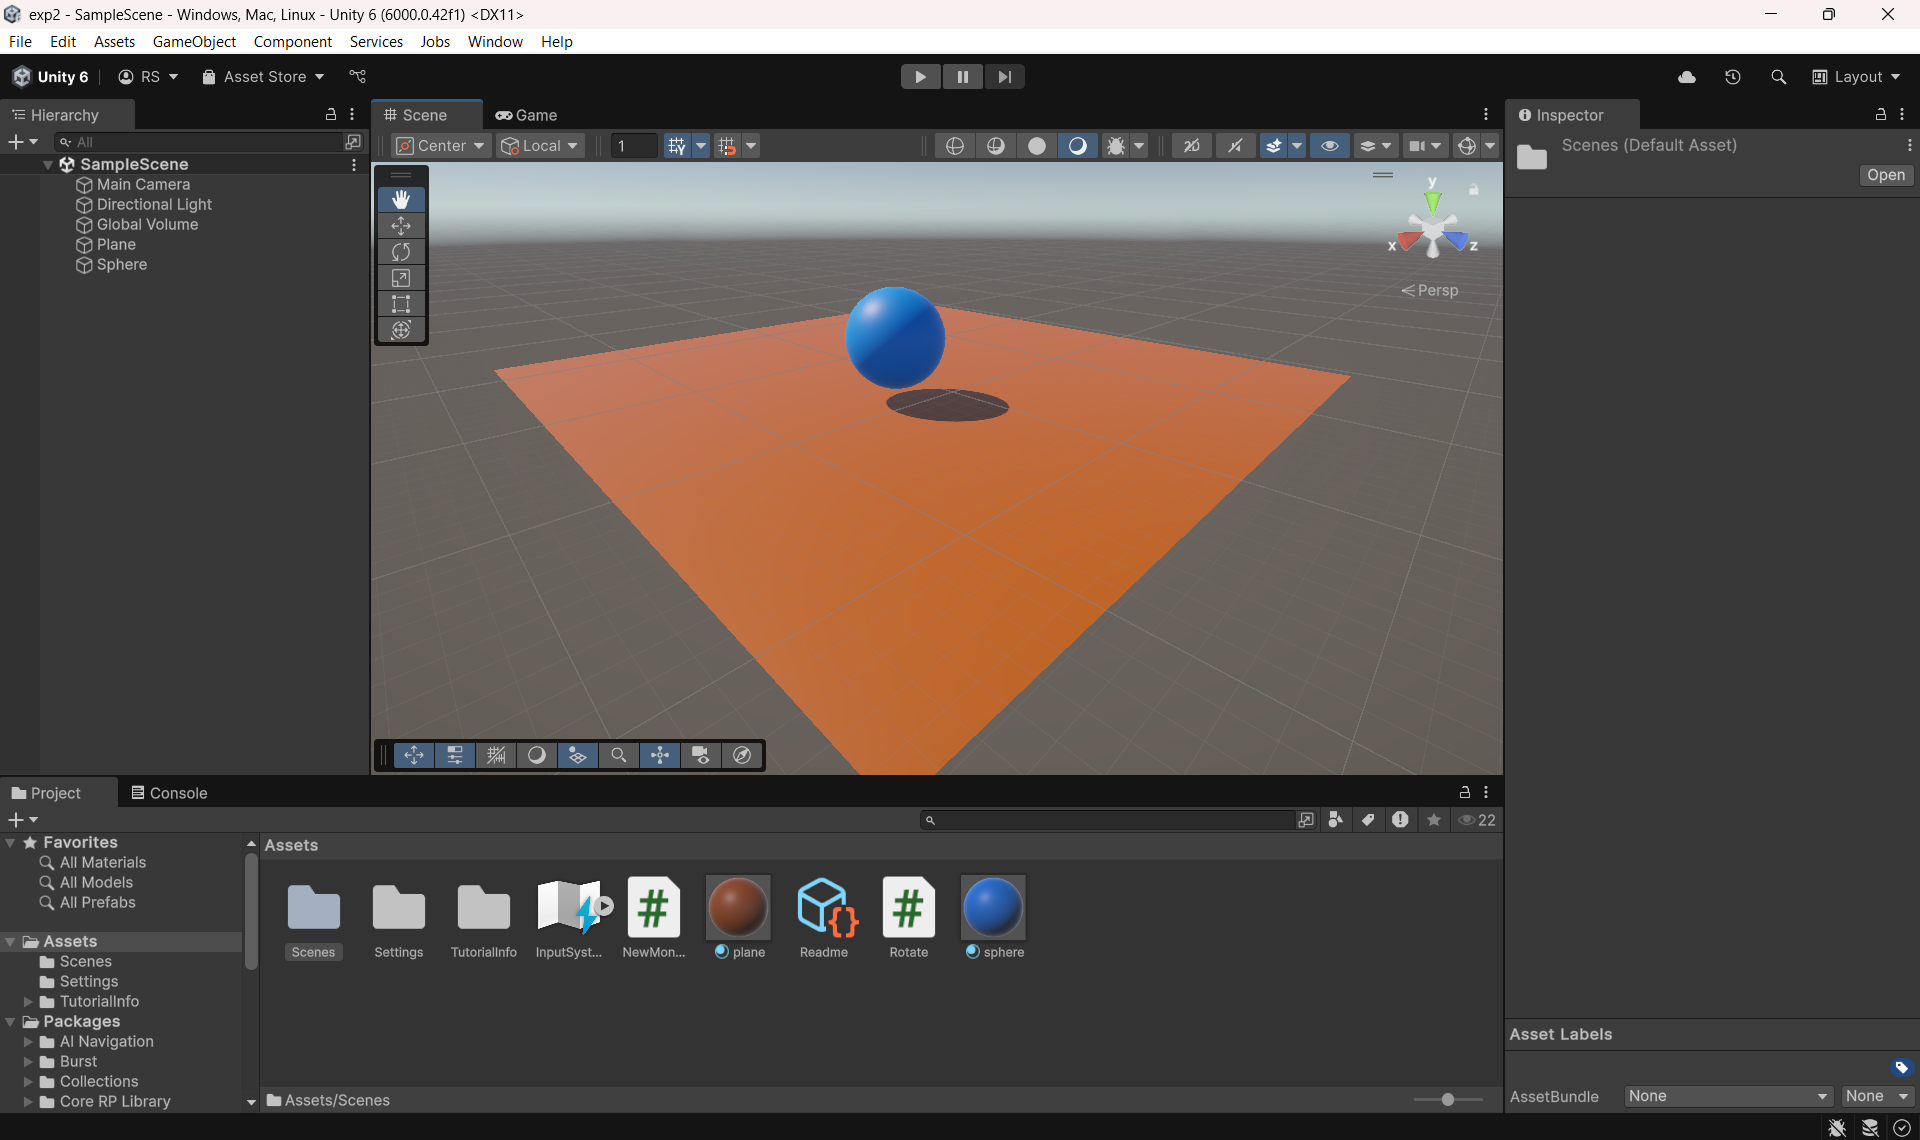 exp2 - SampleScene - Windows, Mac, Linux - Unity 6 (6000.0.42f1) <DX11>
File Edit Assets GameObject Component Services Jobs Window Help
Unity 6 RS Asset Store Layout
Hierarchy
All
SampleScene
Main Camera
Directional Light
Global Volume
Plane
Sphere
Scene Game
Center Local 1 2D
y
x z
Persp
Inspector
Scenes (Default Asset)
Open
Project Console
22
Favorites
All Materials
All Models
All Prefabs
Assets
Scenes
Settings
TutorialInfo
Packages
AI Navigation
Burst
Collections
Core RP Library
Assets
Scenes Settings TutorialInfo InputSyst... NewMon... plane Readme Rotate sphere
Assets/Scenes
Asset Labels
AssetBundle None None